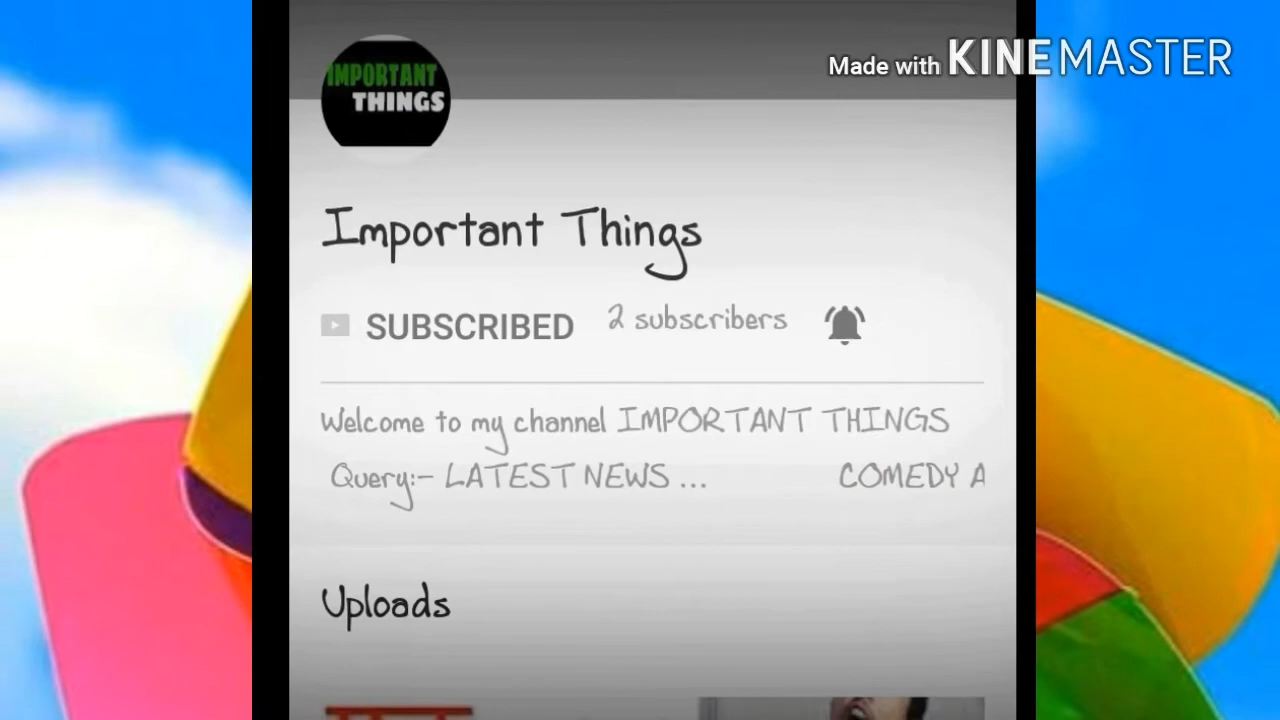 Made with KINEMASTER
IMPORTANT
THINGS
Important Things
SUBSCRIBED 2 subscribers
Welcome to my channel IMPORTANT THINGS
Query:- LATEST NEWS ... COMEDY A
Uploads